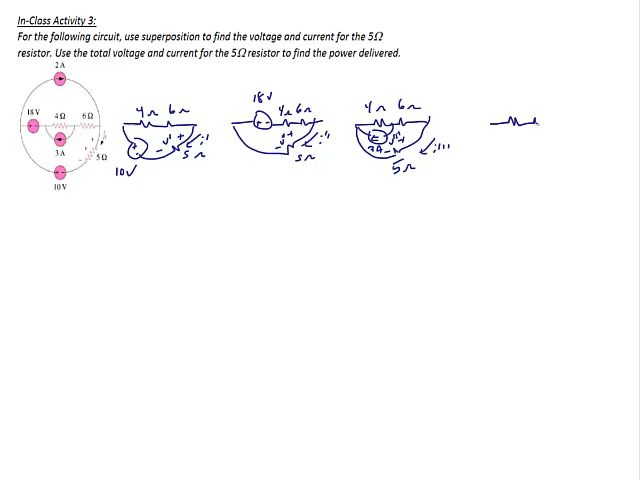 In-Class Activity 3:
For the following circuit, use superposition to find the voltage and current for the 5Ω
resistor. Use the total voltage and current for the 5Ω resistor to find the power delivered.
2 A
18 V
4 Ω
6 Ω
3 A
5 Ω
10 V
+
-
4Ω 6Ω
+
-
10V
- v' +
i'
5Ω
18V
+ -
4Ω 6Ω
- v'' +
i''
5Ω
4Ω 6Ω
3A
- v''' +
i'''
5Ω